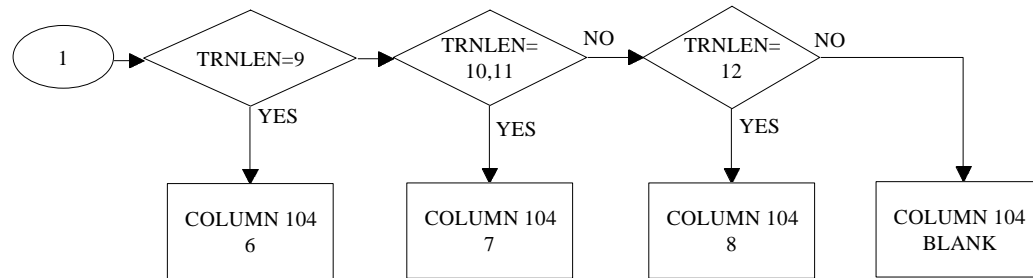 1
TRNLEN=9
TRNLEN=
10,11
NO
TRNLEN=
12
NO
YES
YES
YES
COLUMN 104
6
COLUMN 104
7
COLUMN 104
8
COLUMN 104
BLANK